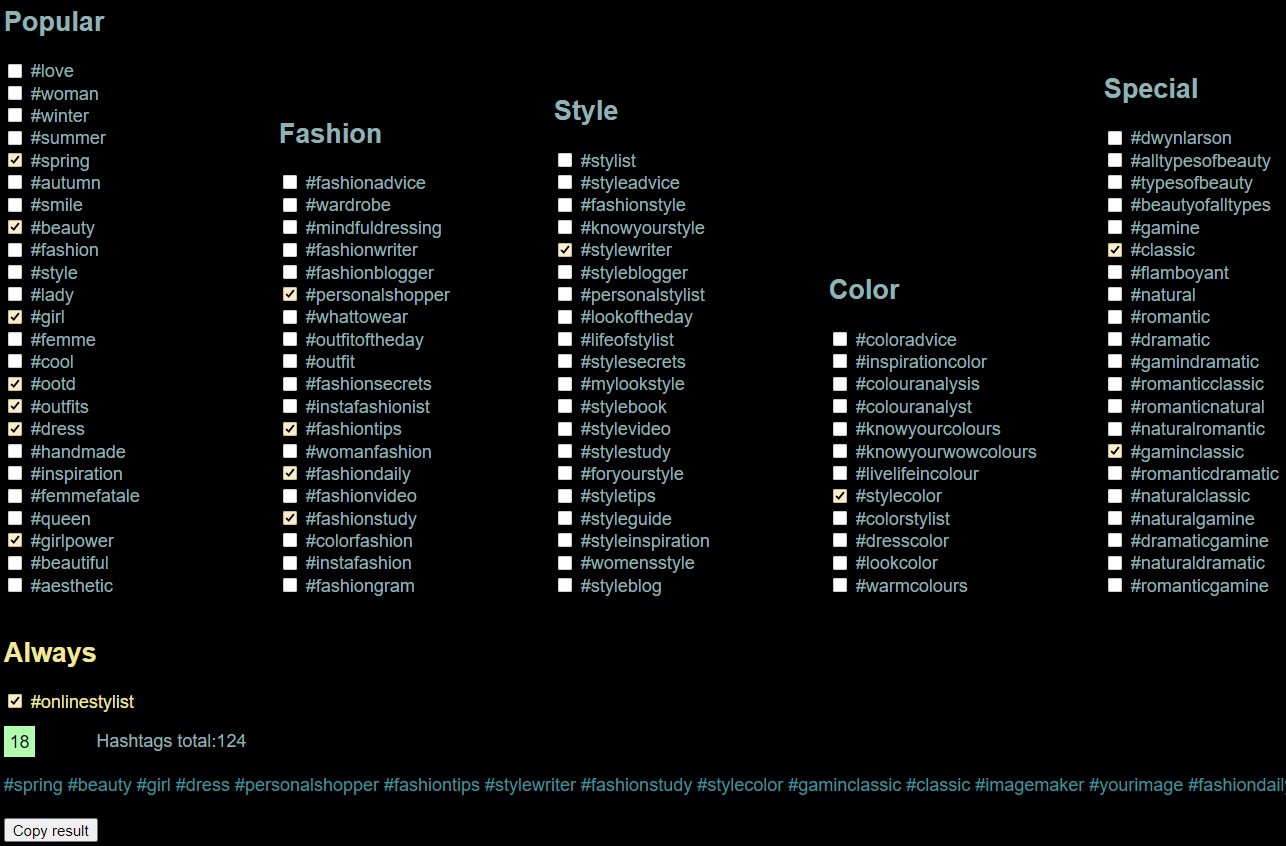 Popular
#love
#woman
#winter
#summer
#spring
#autumn
#smile
#beauty
#fashion
#style
#lady
#girl
#femme
#cool
#ootd
#outfits
#dress
#handmade
#inspiration
#femmefatale
#queen
#girlpower
#beautiful
#aesthetic
Fashion
#fashionadvice
#wardrobe
#mindfuldressing
#fashionwriter
#fashionblogger
#personalshopper
#whattowear
#outfitoftheday
#outfit
#fashionsecrets
#instafashionist
#fashiontips
#womanfashion
#fashiondaily
#fashionvideo
#fashionstudy
#colorfashion
#instafashion
#fashiongram
Style
#stylist
#styleadvice
#fashionstyle
#knowyourstyle
#stylewriter
#styleblogger
#personalstylist
#lookoftheday
#lifeofstylist
#stylesecrets
#mylookstyle
#stylebook
#stylevideo
#stylestudy
#foryourstyle
#styletips
#styleguide
#styleinspiration
#womensstyle
#styleblog
Color
#coloradvice
#inspirationcolor
#colouranalysis
#colouranalyst
#knowyourcolours
#knowyourwowcolours
#livelifeincolour
#stylecolor
#colorstylist
#dresscolor
#lookcolor
#warmcolours
Special
#dwynlarson
#alltypesofbeauty
#typesofbeauty
#beautyofalltypes
#gamine
#classic
#flamboyant
#natural
#romantic
#dramatic
#gamindramatic
#romanticclassic
#romanticnatural
#naturalromantic
#gaminclassic
#romanticdramatic
#naturalclassic
#naturalgamine
#dramaticgamine
#naturaldramatic
#romanticgamine
Always
#onlinestylist
18 Hashtags total:124
#spring #beauty #girl #dress #personalshopper #fashiontips #stylewriter #fashionstudy #stylecolor #gaminclassic #classic #imagemaker #yourimage #fashiondaily
Copy result